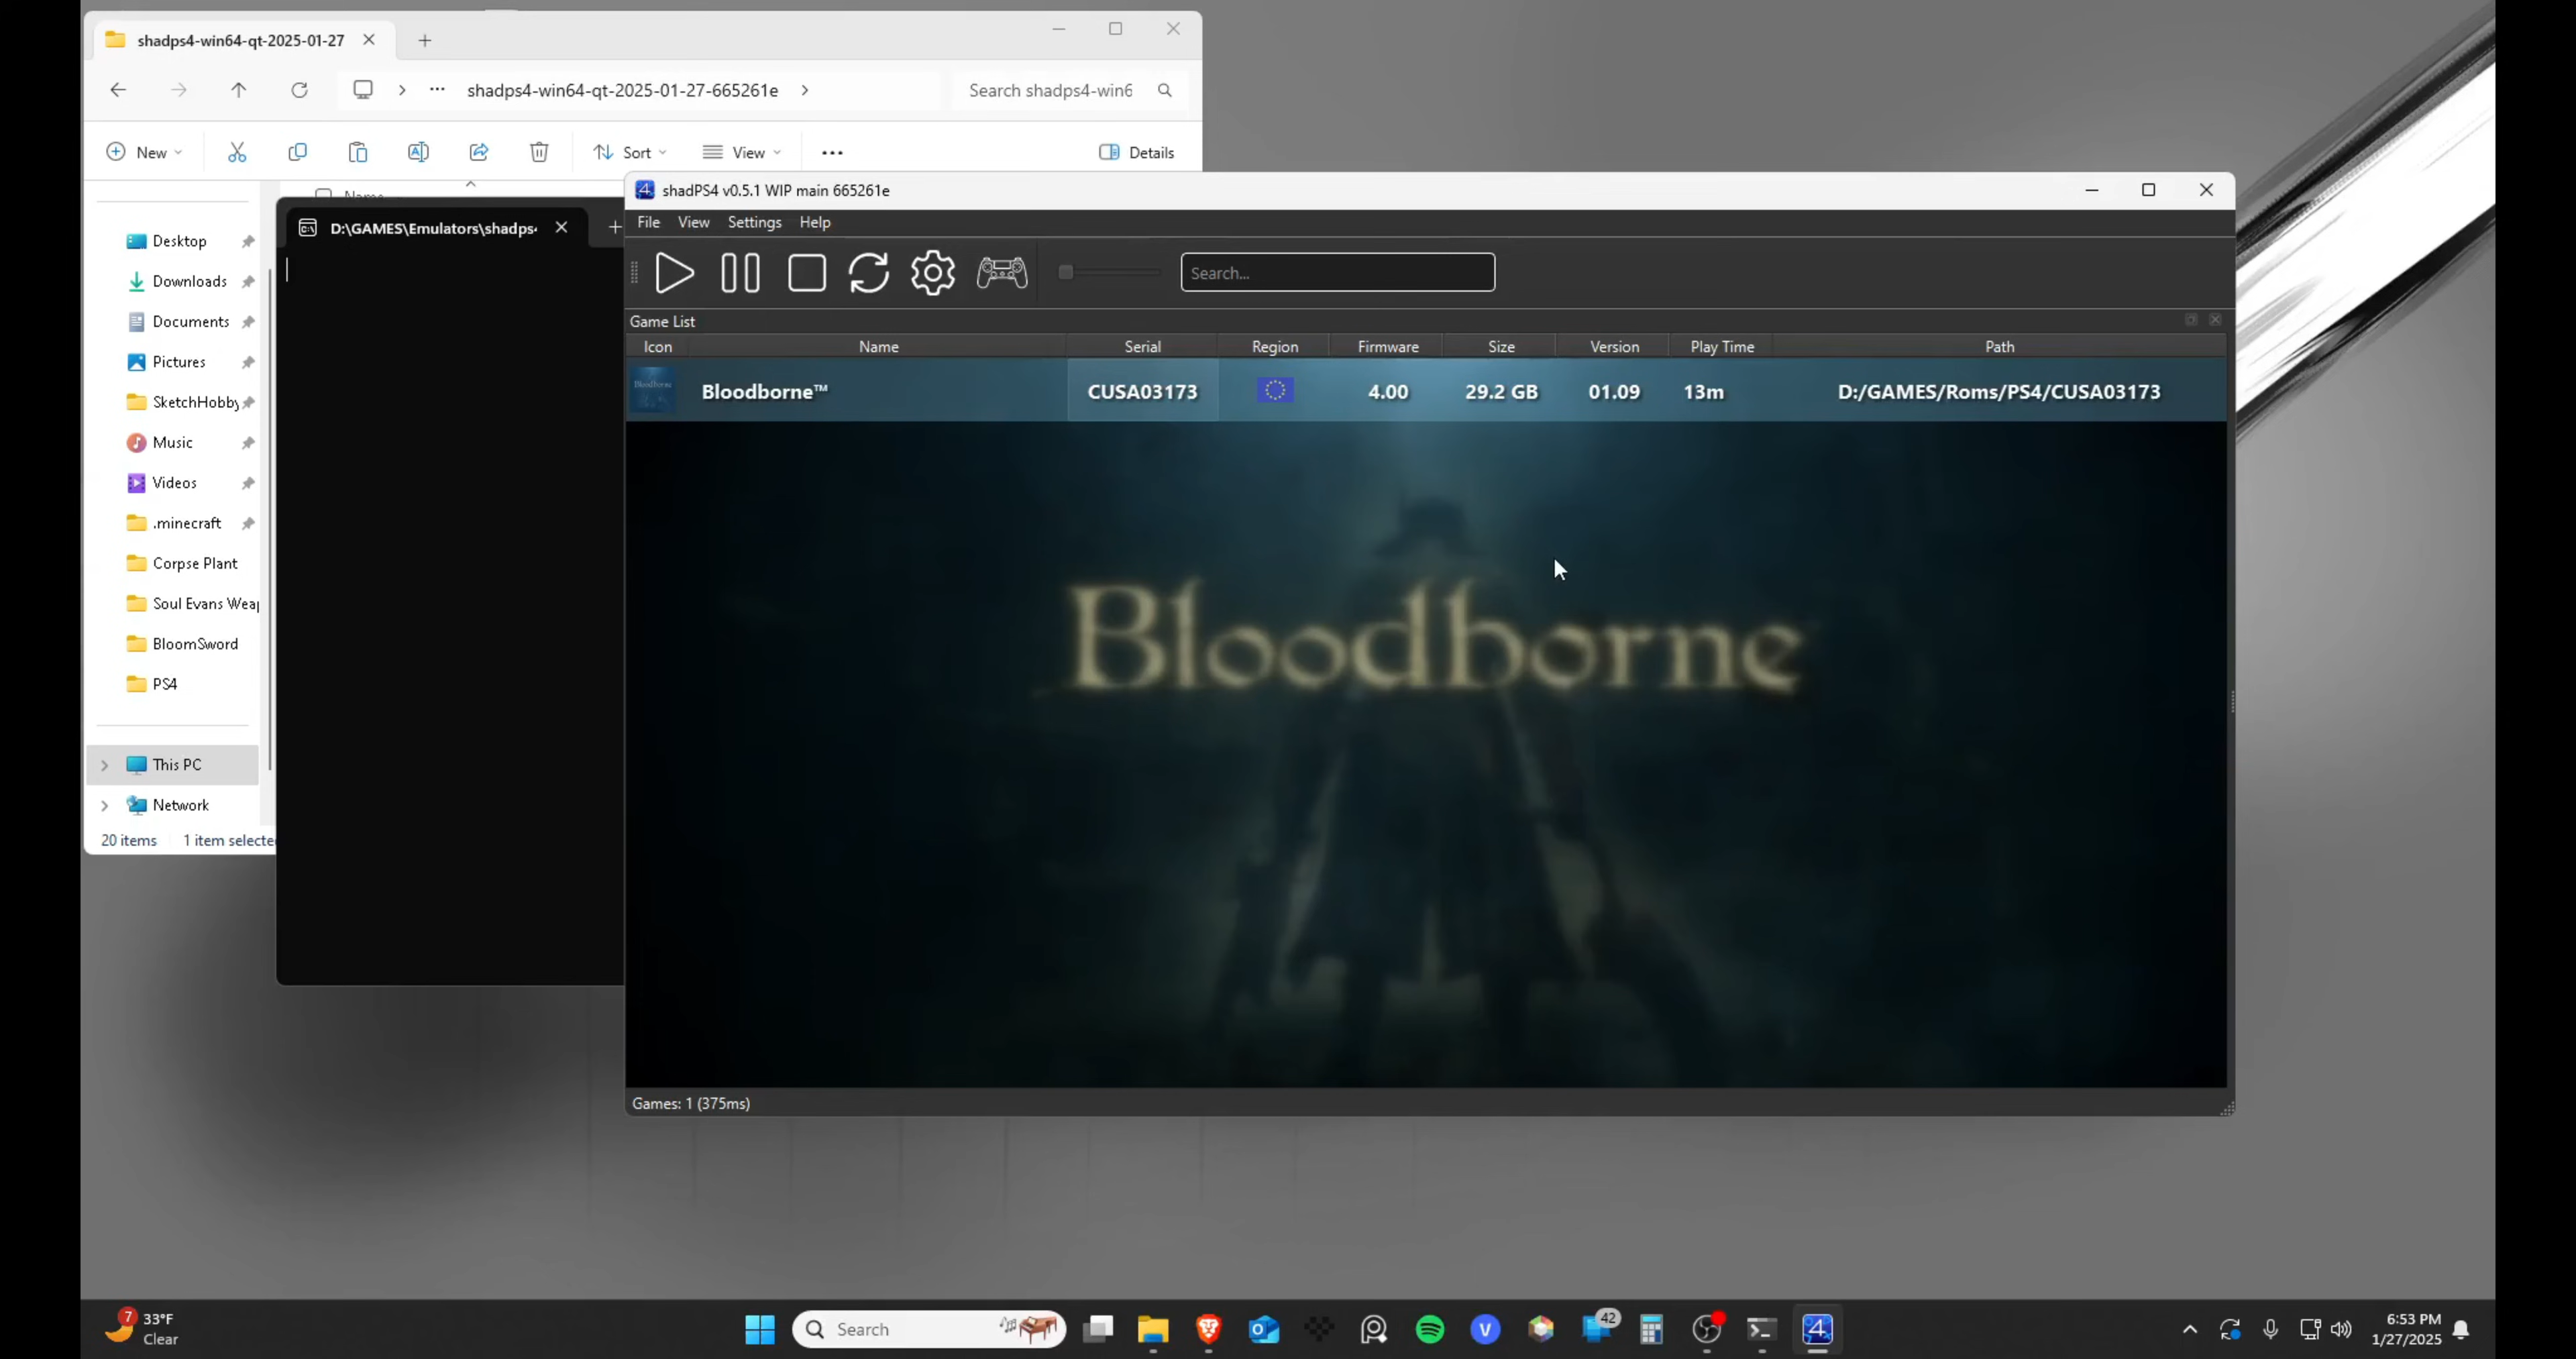 shadps4-win64-qt-2025-01-27
shadps4-win64-qt-2025-01-27-665261e
Search shadps4-win6
New
Sort
View
Details
Name
Desktop
Downloads
Documents
Pictures
SketchHobby
Music
Videos
.minecraft
Corpse Plant
Soul Evans Wea
BloomSword
PS4
This PC
Network
20 items 1 item selecte
D:\GAMES\Emulators\shadps
shadPS4 v0.5.1 WIP main 665261e
File View Settings Help
Search...
Game List
Icon Name Serial Region Firmware Size Version Play Time Path
Bloodborne
Bloodborne™ CUSA03173 4.00 29.2 GB 01.09 13m D:/GAMES/Roms/PS4/CUSA03173
Bloodborne
Games: 1 (375ms)
7
33°F
Clear
Search
42
6:53 PM
1/27/2025